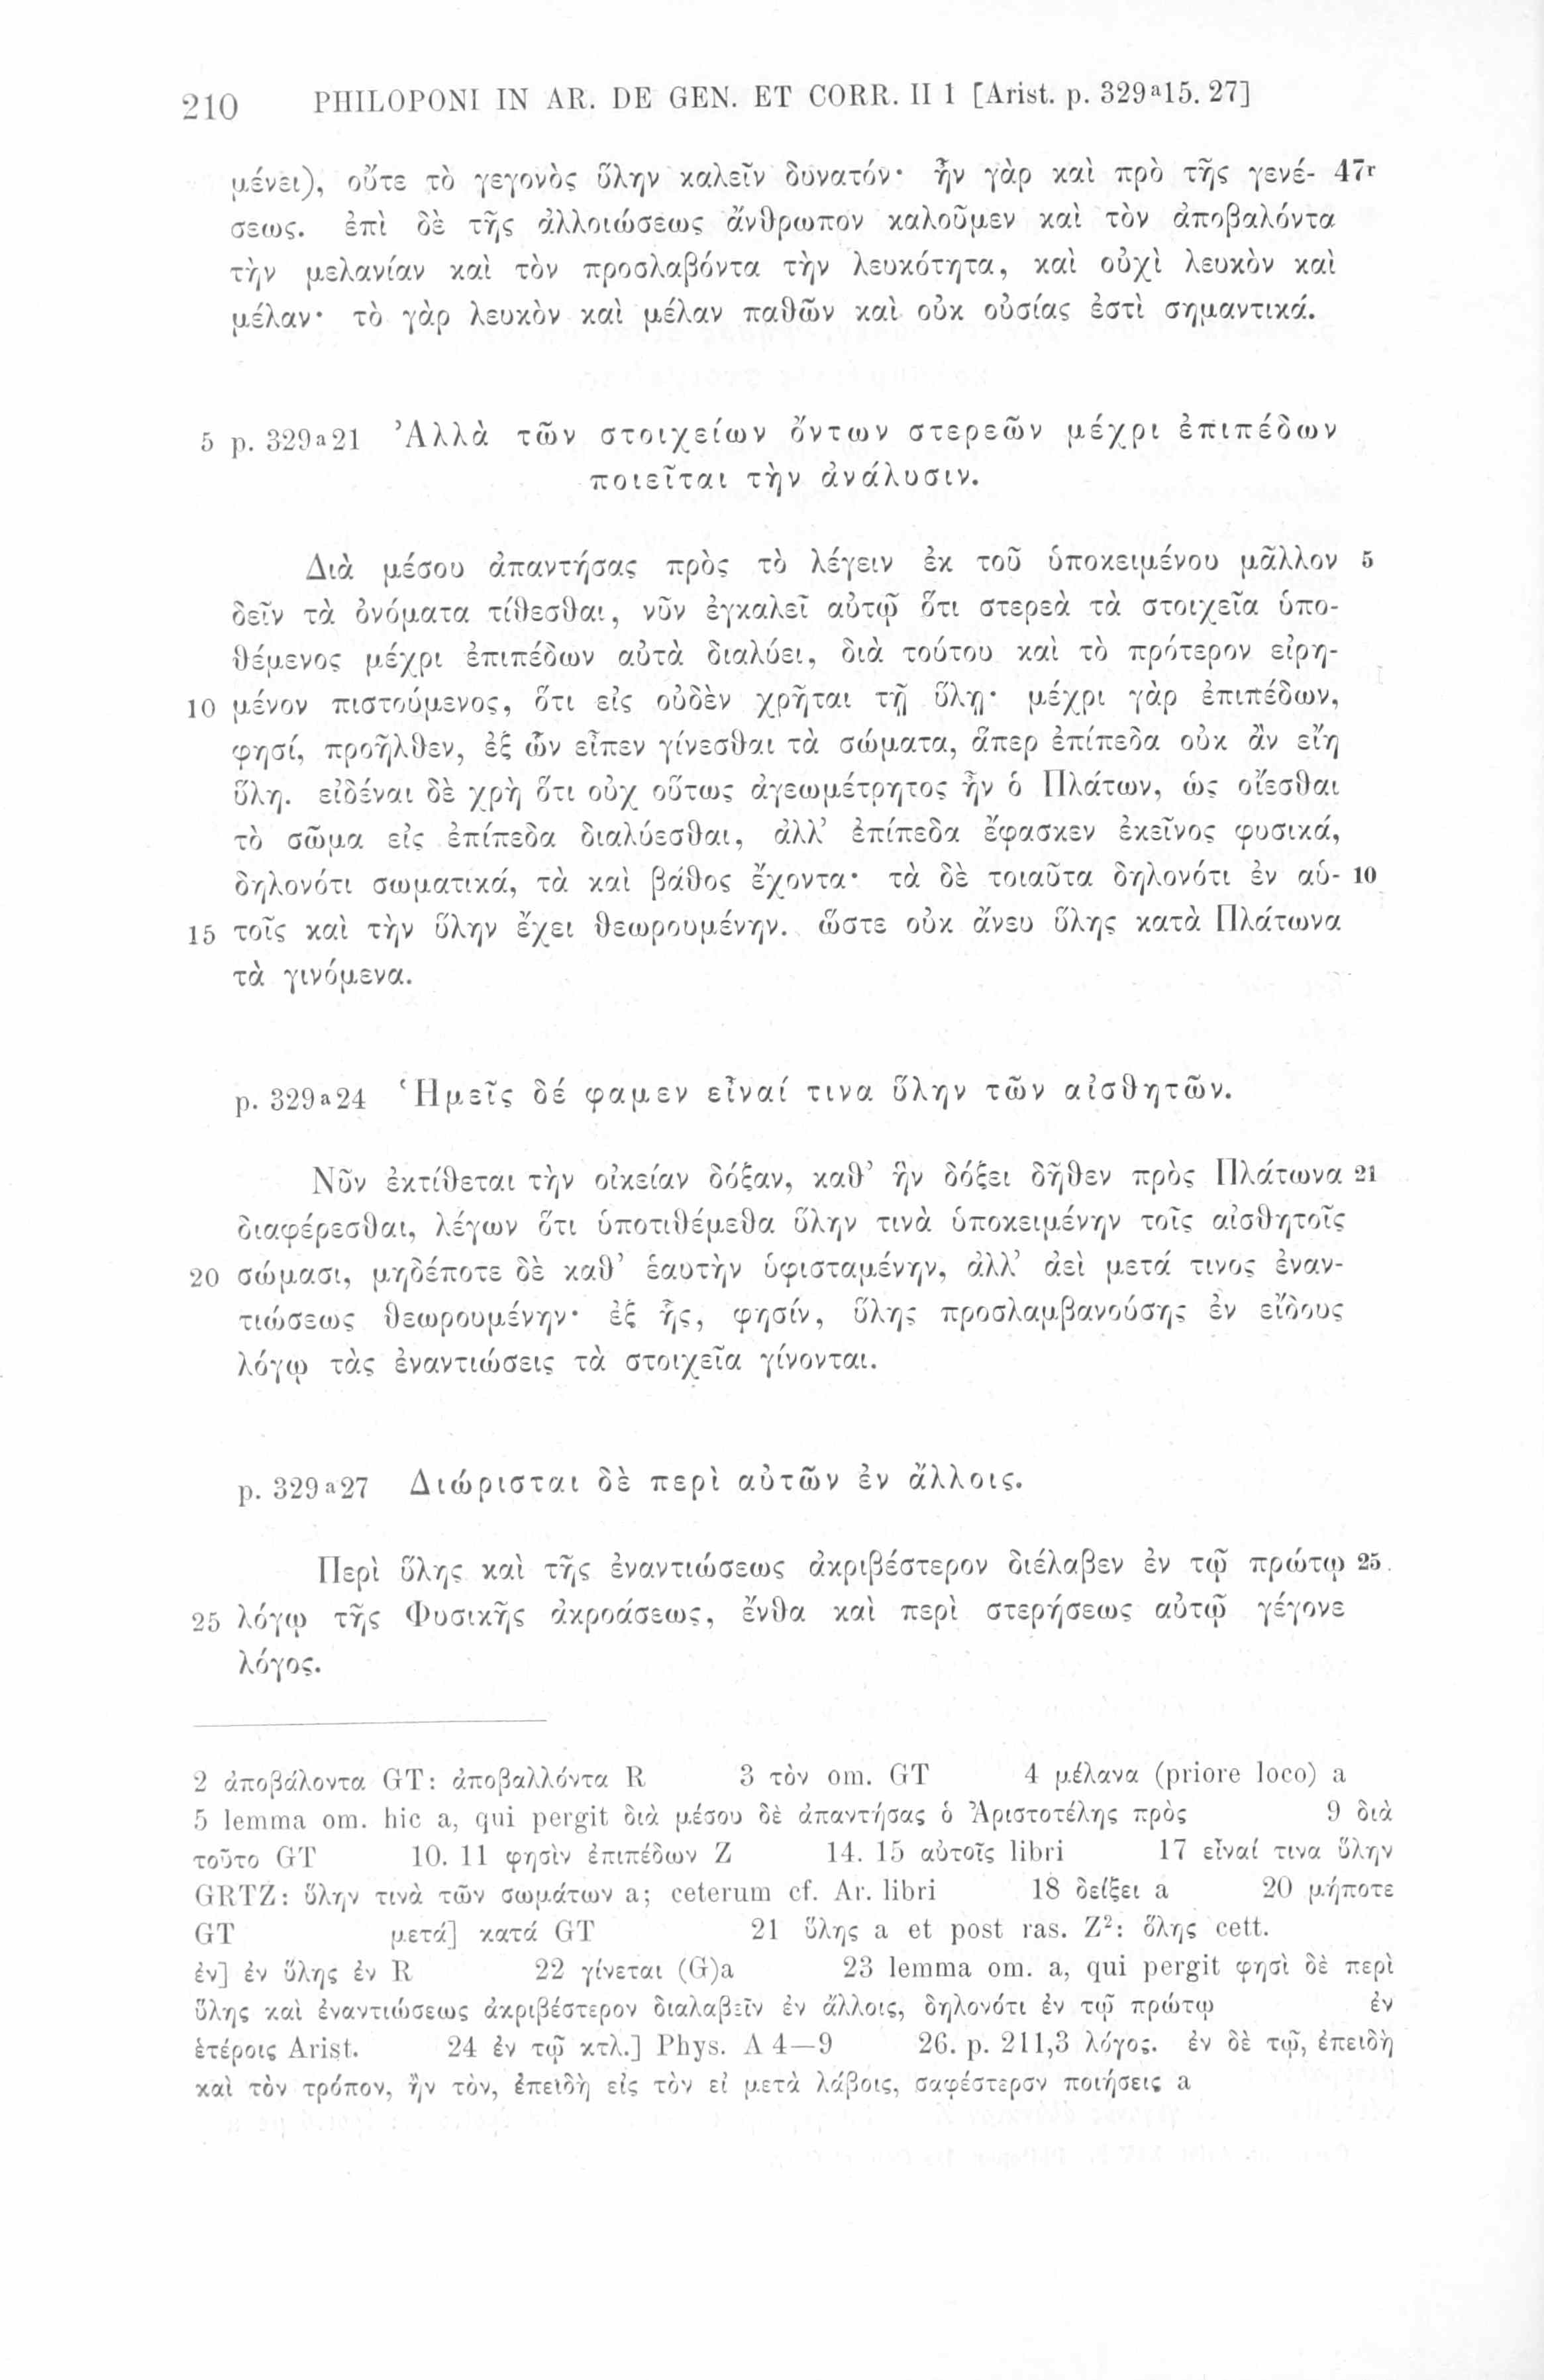 210 PHILOPONI IN AR. DE GEN. ET CORR. II 1 [Arist. p. 329ᵃ15. 27]
μένει), οὔτε τὸ γεγονὸς ὕλην καλεῖν δυνατόν· ἦν γὰρ καὶ πρὸ τῆς γενέ- 47ʳ
σεως. ἐπὶ δὲ τῆς ἀλλοιώσεως ἄνθρωπον καλοῦμεν καὶ τὸν ἀποβαλόντα
τὴν μελανίαν καὶ τὸν προσλαβόντα τὴν λευκότητα, καὶ οὐχὶ λευκὸν καὶ
μέλαν· τὸ γὰρ λευκὸν καὶ μέλαν παθῶν καὶ οὐκ οὐσίας ἐστὶ σημαντικά.
5 p. 329ᵃ21 Ἀλλὰ τῶν στοιχείων ὄντων στερεῶν μέχρι ἐπιπέδων
ποιεῖται τὴν ἀνάλυσιν.
Διὰ μέσου ἀπαντήσας πρὸς τὸ λέγειν ἐκ τοῦ ὑποκειμένου μᾶλλον 5
δεῖν τὰ ὀνόματα τίθεσθαι, νῦν ἐγκαλεῖ αὐτῷ ὅτι στερεὰ τὰ στοιχεῖα ὑπο-
θέμενος μέχρι ἐπιπέδων αὐτὰ διαλύει, διὰ τούτου καὶ τὸ πρότερον εἰρη-
10 μένον πιστούμενος, ὅτι εἰς οὐδὲν χρῆται τῇ ὕλῃ· μέχρι γὰρ ἐπιπέδων,
φησί, προῆλθεν, ἐξ ὧν εἶπεν γίνεσθαι τὰ σώματα, ἅπερ ἐπίπεδα οὐκ ἂν εἴη
ὕλη. εἰδέναι δὲ χρὴ ὅτι οὐχ οὕτως ἀγεωμέτρητος ἦν ὁ Πλάτων, ὡς οἴεσθαι
τὸ σῶμα εἰς ἐπίπεδα διαλύεσθαι, ἀλλ’ ἐπίπεδα ἔφασκεν ἐκεῖνος φυσικά,
δηλονότι σωματικά, τὰ καὶ βάθος ἔχοντα· τὰ δὲ τοιαῦτα δηλονότι ἐν αὑ- 10
15 τοῖς καὶ τὴν ὕλην ἔχει θεωρουμένην. ὥστε οὐκ ἄνευ ὕλης κατὰ Πλάτωνα
τὰ γινόμενα.
p. 329ᵃ24 Ἡμεῖς δέ φαμεν εἶναί τινα ὕλην τῶν αἰσθητῶν.
Νῦν ἐκτίθεται τὴν οἰκείαν δόξαν, καθ’ ἣν δόξει δῆθεν πρὸς Πλάτωνα 21
διαφέρεσθαι, λέγων ὅτι ὑποτιθέμεθα ὕλην τινὰ ὑποκειμένην τοῖς αἰσθητοῖς
20 σώμασι, μηδέποτε δὲ καθ’ ἑαυτὴν ὑφισταμένην, ἀλλ’ ἀεὶ μετά τινος ἐναν-
τιώσεως θεωρουμένην· ἐξ ἧς, φησίν, ὕλης προσλαμβανούσης ἐν εἴδους
λόγῳ τὰς ἐναντιώσεις τὰ στοιχεῖα γίνονται.
p. 329ᵃ27 Διώρισται δὲ περὶ αὐτῶν ἐν ἄλλοις.
Περὶ ὕλης καὶ τῆς ἐναντιώσεως ἀκριβέστερον διέλαβεν ἐν τῷ πρώτῳ 25
25 λόγῳ τῆς Φυσικῆς ἀκροάσεως, ἔνθα καὶ περὶ στερήσεως αὐτῷ γέγονε
λόγος.
2 ἀποβάλοντα GT: ἀποβαλλόντα R 3 τὸν om. GT 4 μέλανα (priore loco) a
5 lemma om. hic a, qui pergit διὰ μέσου δὲ ἀπαντήσας ὁ Ἀριστοτέλης πρὸς 9 διὰ
τοῦτο GT 10. 11 φησὶν ἐπιπέδων Z 14. 15 αὐτοῖς libri 17 εἶναί τινα ὕλην
GRTZ: ὕλην τινὰ τῶν σωμάτων a; ceterum cf. Ar. libri 18 δείξει a 20 μήποτε
GT μετά] κατά GT 21 ὕλης a et post ras. Z²: ὅλης cett.
ἐν] ἐν ὕλης ἐν R 22 γίνεται (G)a 23 lemma om. a, qui pergit φησὶ δὲ περὶ
ὕλης καὶ ἐναντιώσεως ἀκριβέστερον διαλαβεῖν ἐν ἄλλοις, δηλονότι ἐν τῷ πρώτῳ ἐν
ἑτέροις Arist. 24 ἐν τῷ κτλ.] Phys. A 4—9 26. p. 211,3 λόγος. ἐν δὲ τῷ, ἐπειδὴ
καὶ τὸν τρόπον, ἣν τὸν, ἐπειδὴ εἰς τὸν εἰ μετὰ λάβοις, σαφέστερον ποιήσεις a